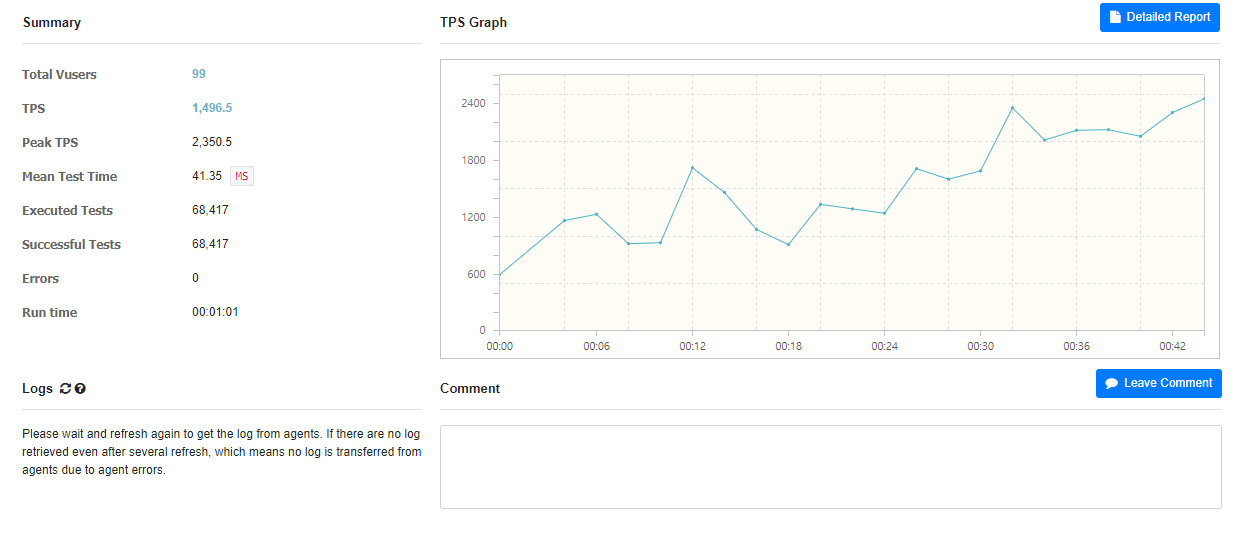 Summary
Total Vusers 99
TPS 1,496.5
Peak TPS 2,350.5
Mean Test Time 41.35 MS
Executed Tests 68,417
Successful Tests 68,417
Errors 0
Run time 00:01:01
TPS Graph
Detailed Report
2400
1800
1200
600
0
00:00 00:06 00:12 00:18 00:24 00:30 00:36 00:42
Logs
Please wait and refresh again to get the log from agents. If there are no log
retrieved even after several refresh, which means no log is transferred from
agents due to agent errors.
Comment
Leave Comment